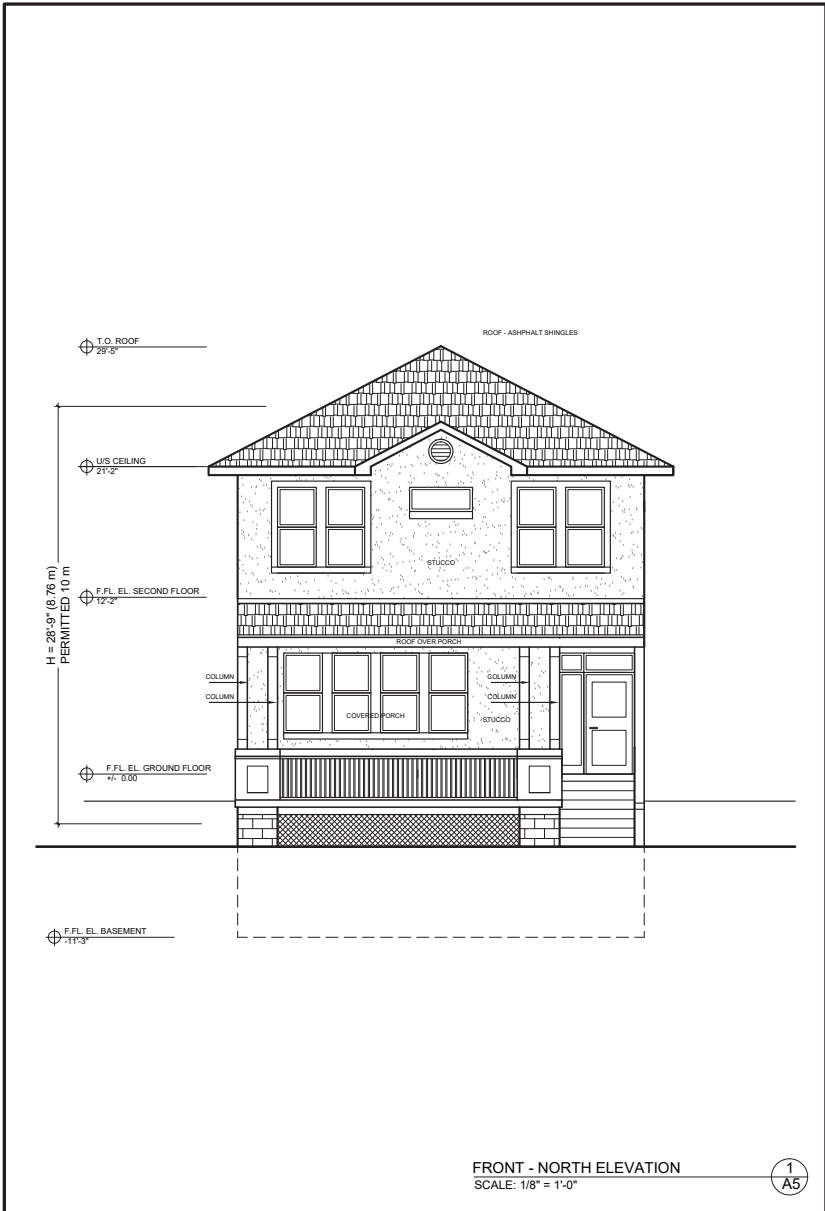 ROOF - ASHPHALT SHINGLES
T.O. ROOF
29'-5"
U/S CEILING
21'-2"
STUCCO
F.FL. EL. SECOND FLOOR
12'-2"
H = 28'-9" (8.76 m)
PERMITTED 10 m
ROOF OVER PORCH
COLUMN
COLUMN
COLUMN
COLUMN
COVERED PORCH
STUCCO
F.FL. EL. GROUND FLOOR
+/- 0.00
F.FL. EL. BASEMENT
-11'-3"
FRONT - NORTH ELEVATION
SCALE: 1/8" = 1'-0"
1
A5